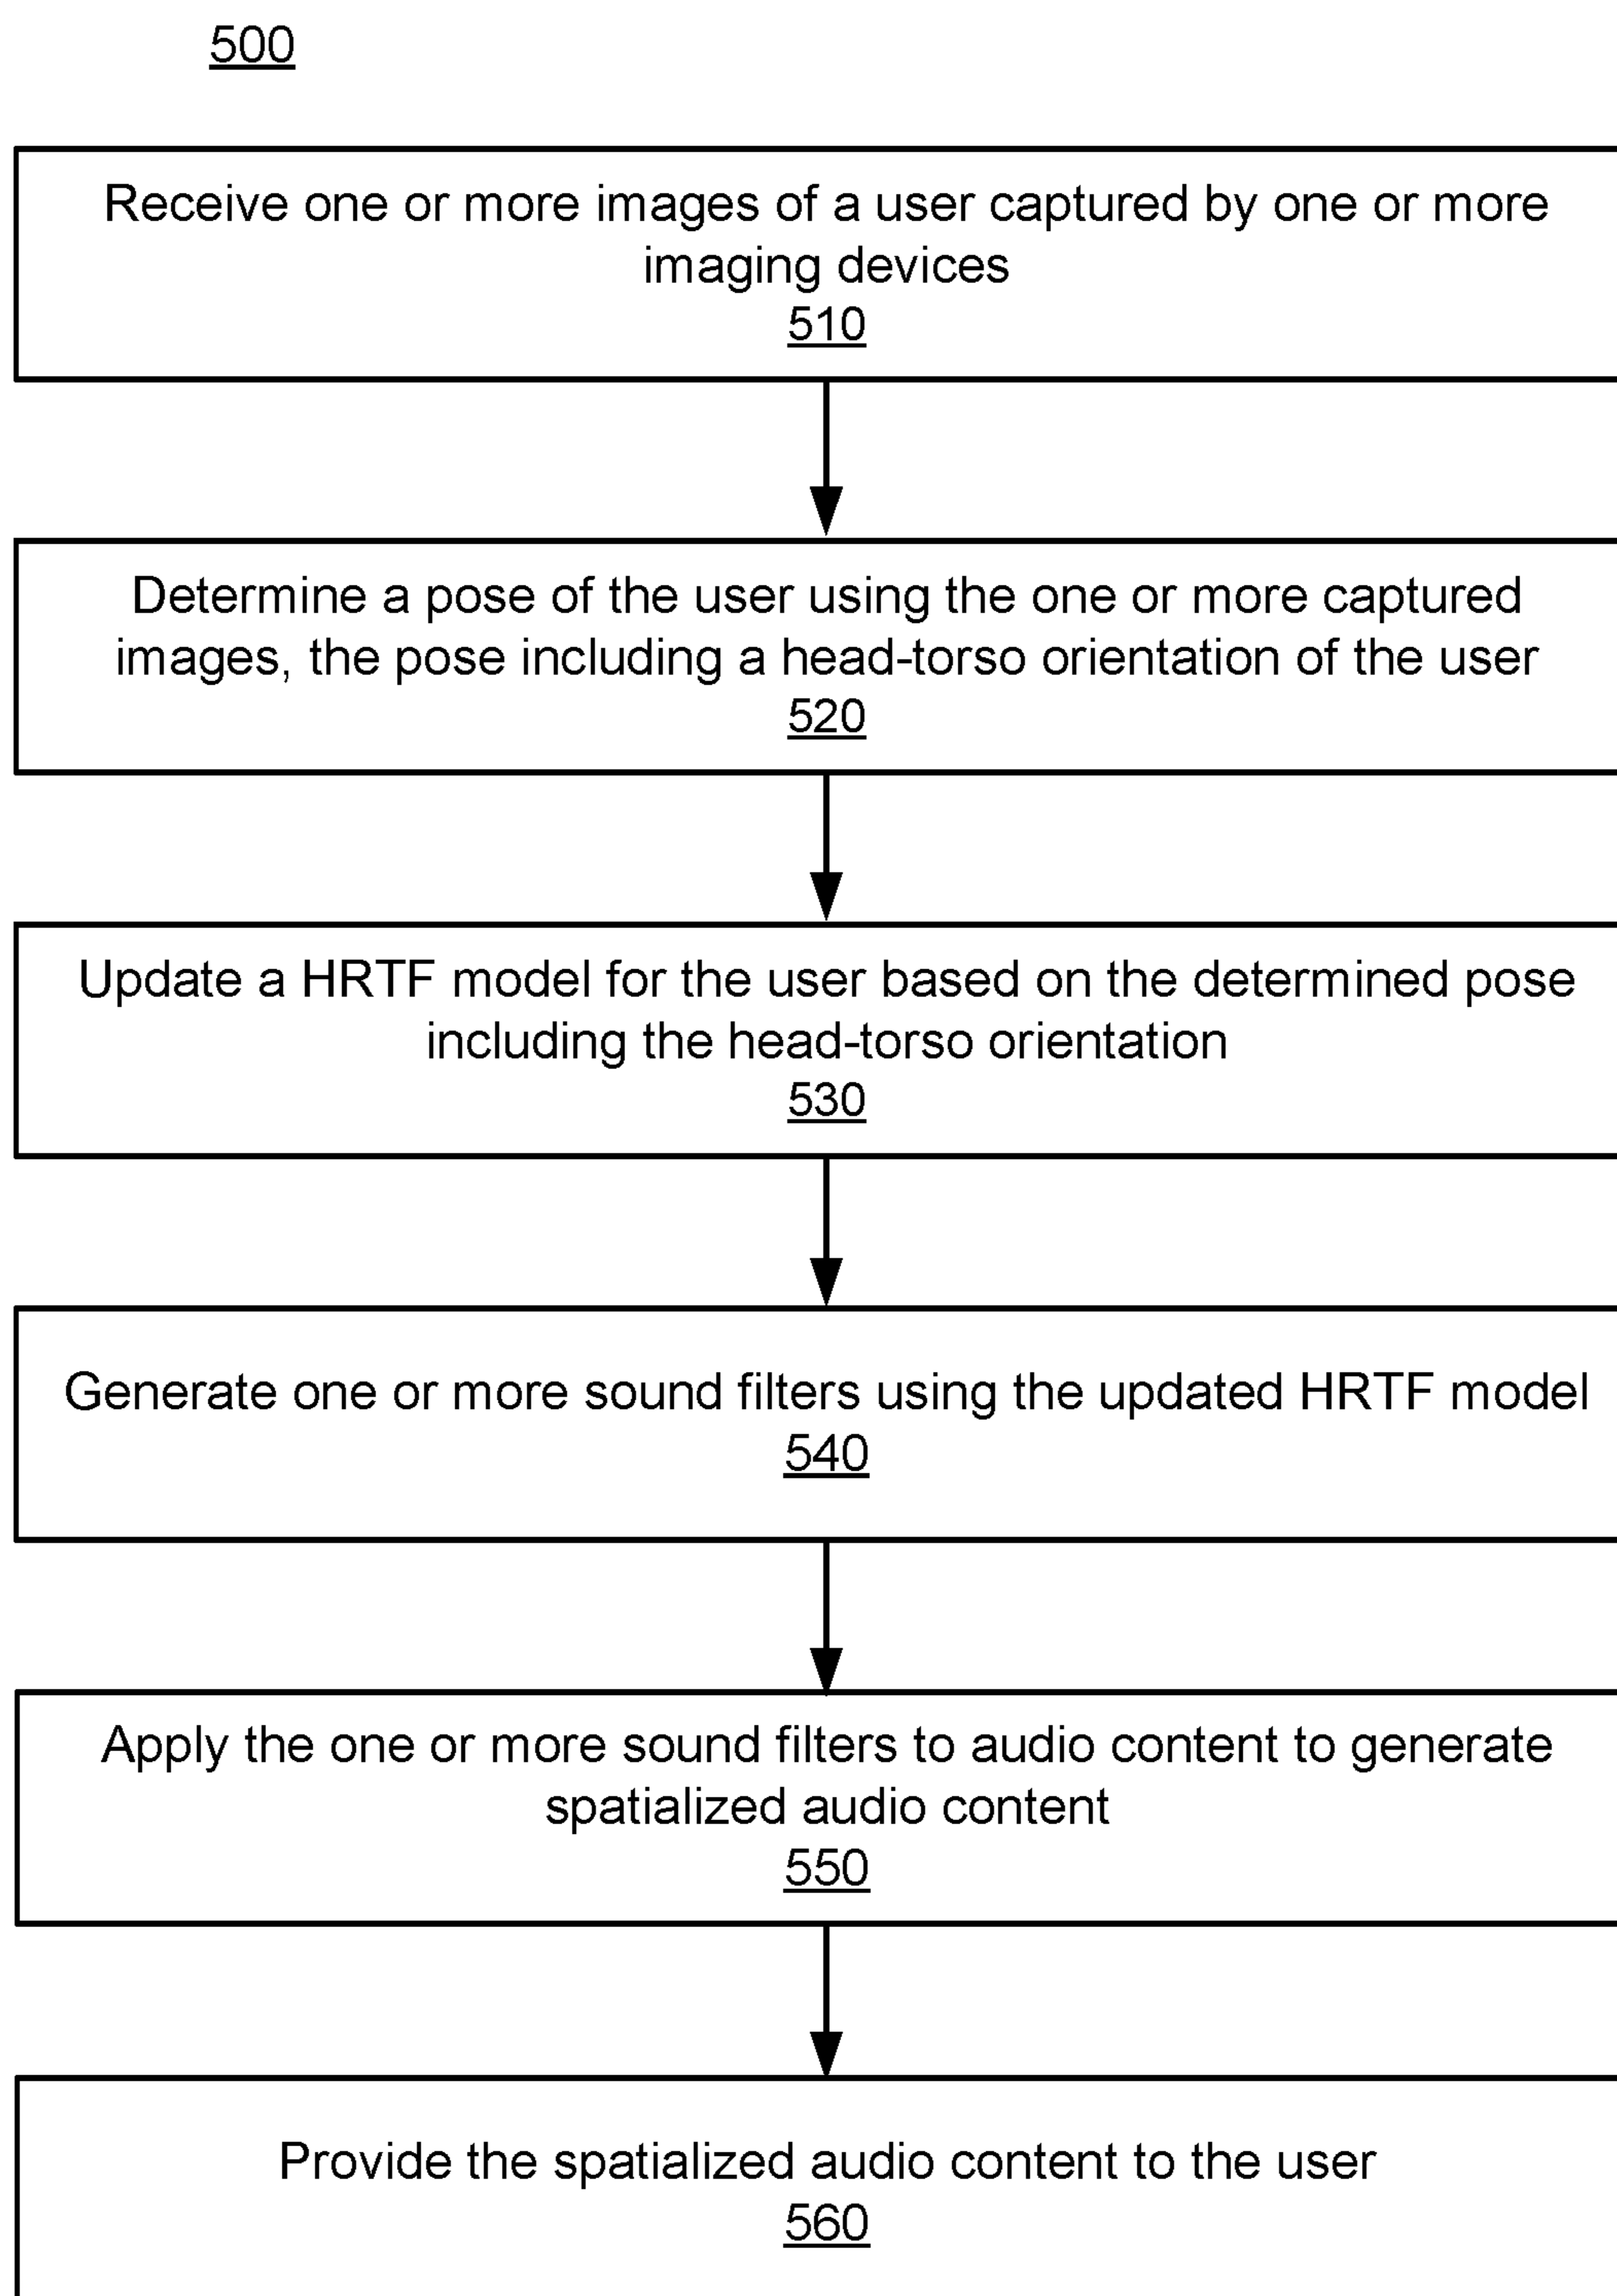 500
Receive one or more images of a user captured by one or more
imaging devices
510
Determine a pose of the user using the one or more captured
images, the pose including a head-torso orientation of the user
520
Update a HRTF model for the user based on the determined pose
including the head-torso orientation
530
Generate one or more sound filters using the updated HRTF model
540
Apply the one or more sound filters to audio content to generate
spatialized audio content
550
Provide the spatialized audio content to the user
560